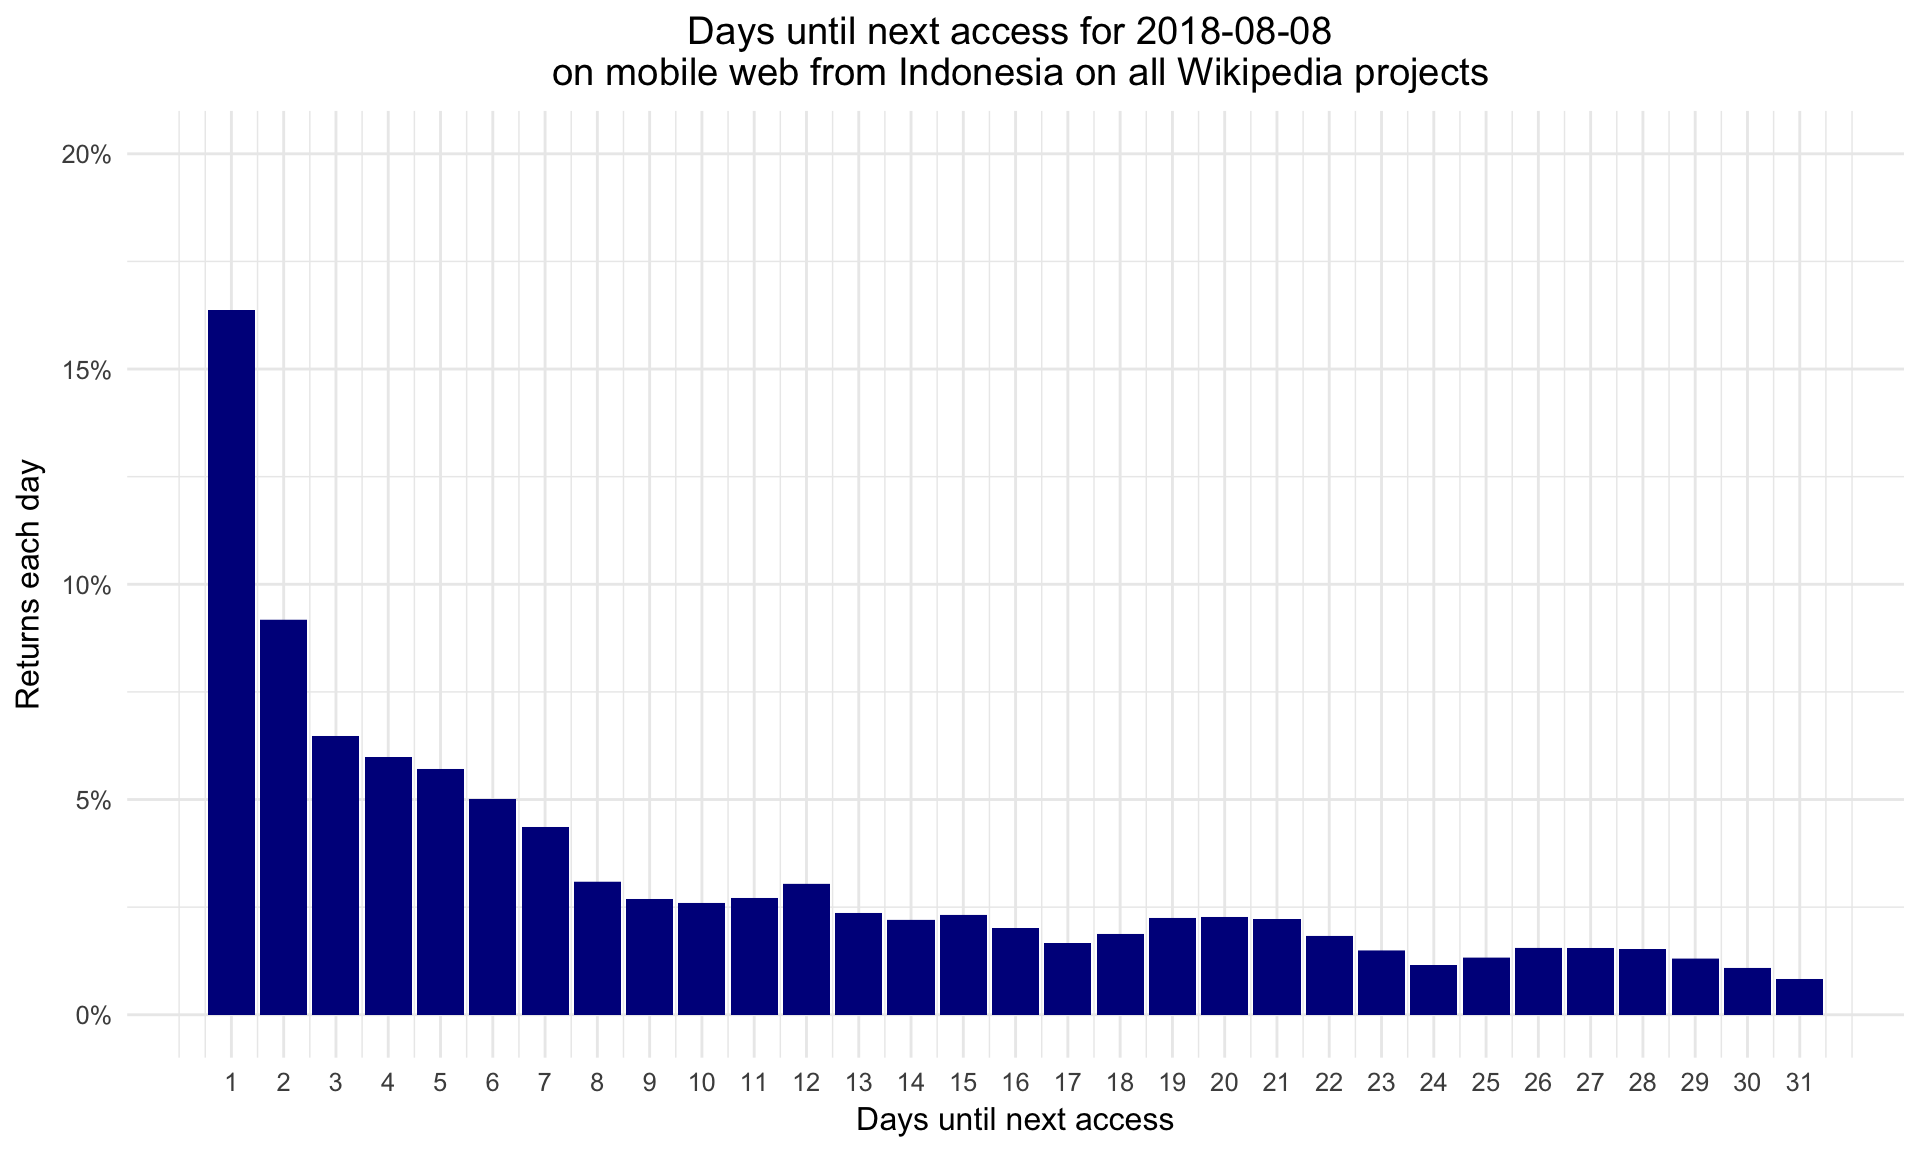 Days until next access for 2018-08-08
on mobile web from Indonesia on all Wikipedia projects
Returns each day
20%
15%
10%
5%
0%
1 2 3 4 5 6 7 8 9 10 11 12 13 14 15 16 17 18 19 20 21 22 23 24 25 26 27 28 29 30 31
Days until next access